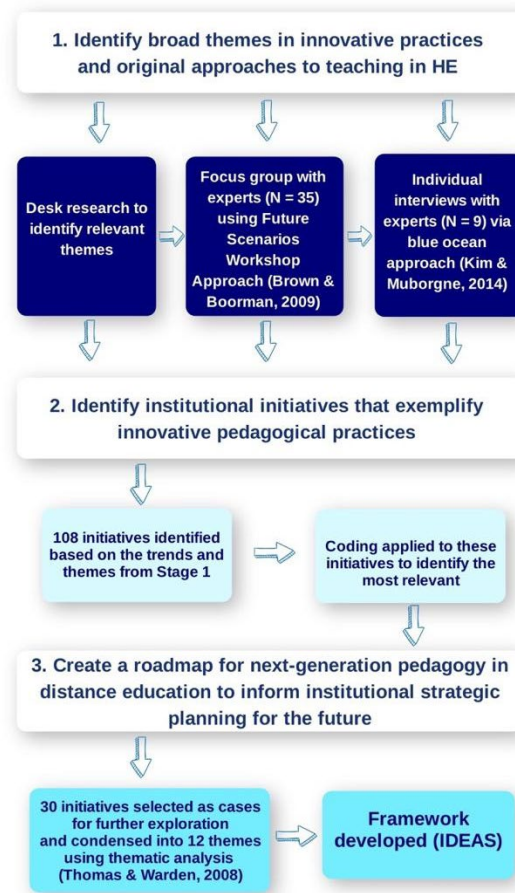 1. Identify broad themes in innovative practices
and original approaches to teaching in HE
Desk research to
identify relevant
themes
Focus group with
experts (N = 35)
using Future
Scenarios
Workshop
Approach (Brown &
Boorman, 2009)
Individual
interviews with
experts (N = 9) via
blue ocean
approach (Kim &
Muborgne, 2014)
2. Identify institutional initiatives that exemplify
innovative pedagogical practices
108 initiatives identified
based on the trends and
themes from Stage 1
Coding applied to these
initiatives to identify the
most relevant
3. Create a roadmap for next-generation pedagogy in
distance education to inform institutional strategic
planning for the future
30 initiatives selected as cases
for further exploration
and condensed into 12 themes
using thematic analysis
(Thomas & Warden, 2008)
Framework
developed (IDEAS)